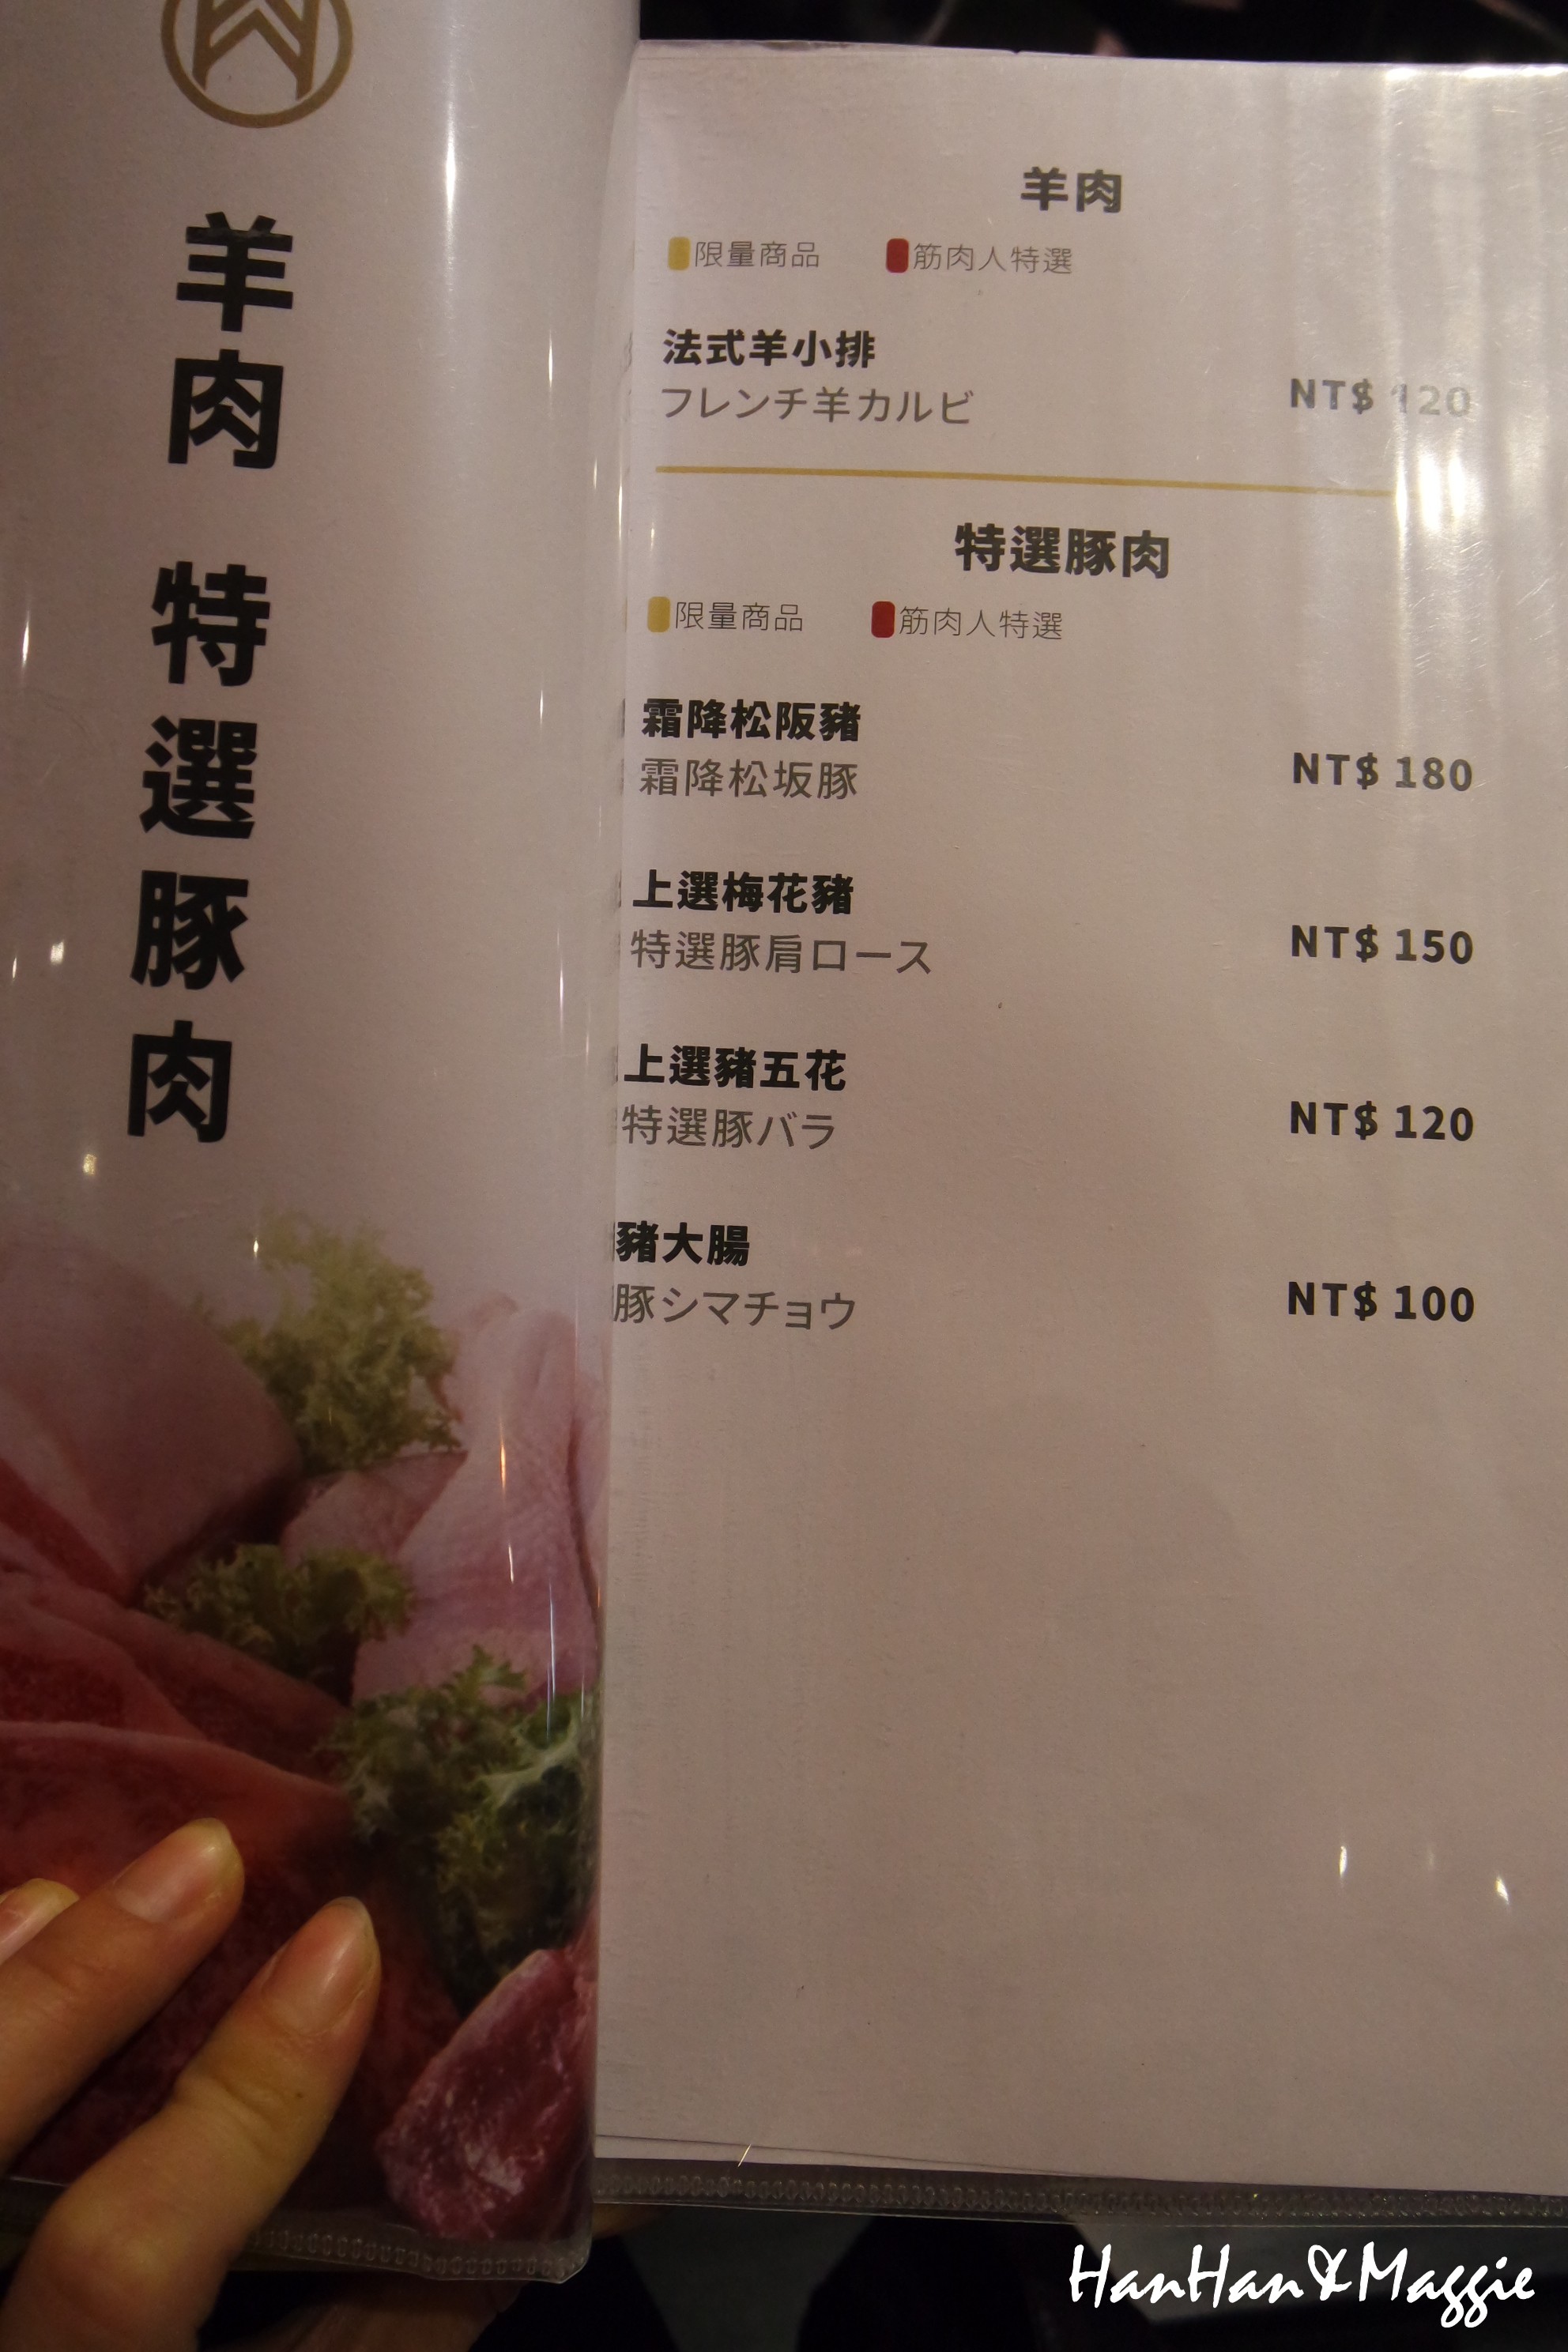 羊肉 特選豚肉
羊肉
限量商品 筋肉人特選
法式羊小排
フレンチ羊カルビ NT$ 120
特選豚肉
限量商品 筋肉人特選
霜降松阪豬
霜降松坂豚 NT$ 180
上選梅花豬
特選豚肩ロース NT$ 150
上選豬五花
特選豚バラ NT$ 120
豬大腸
豚シマチョウ NT$ 100
HanHan&Maggie